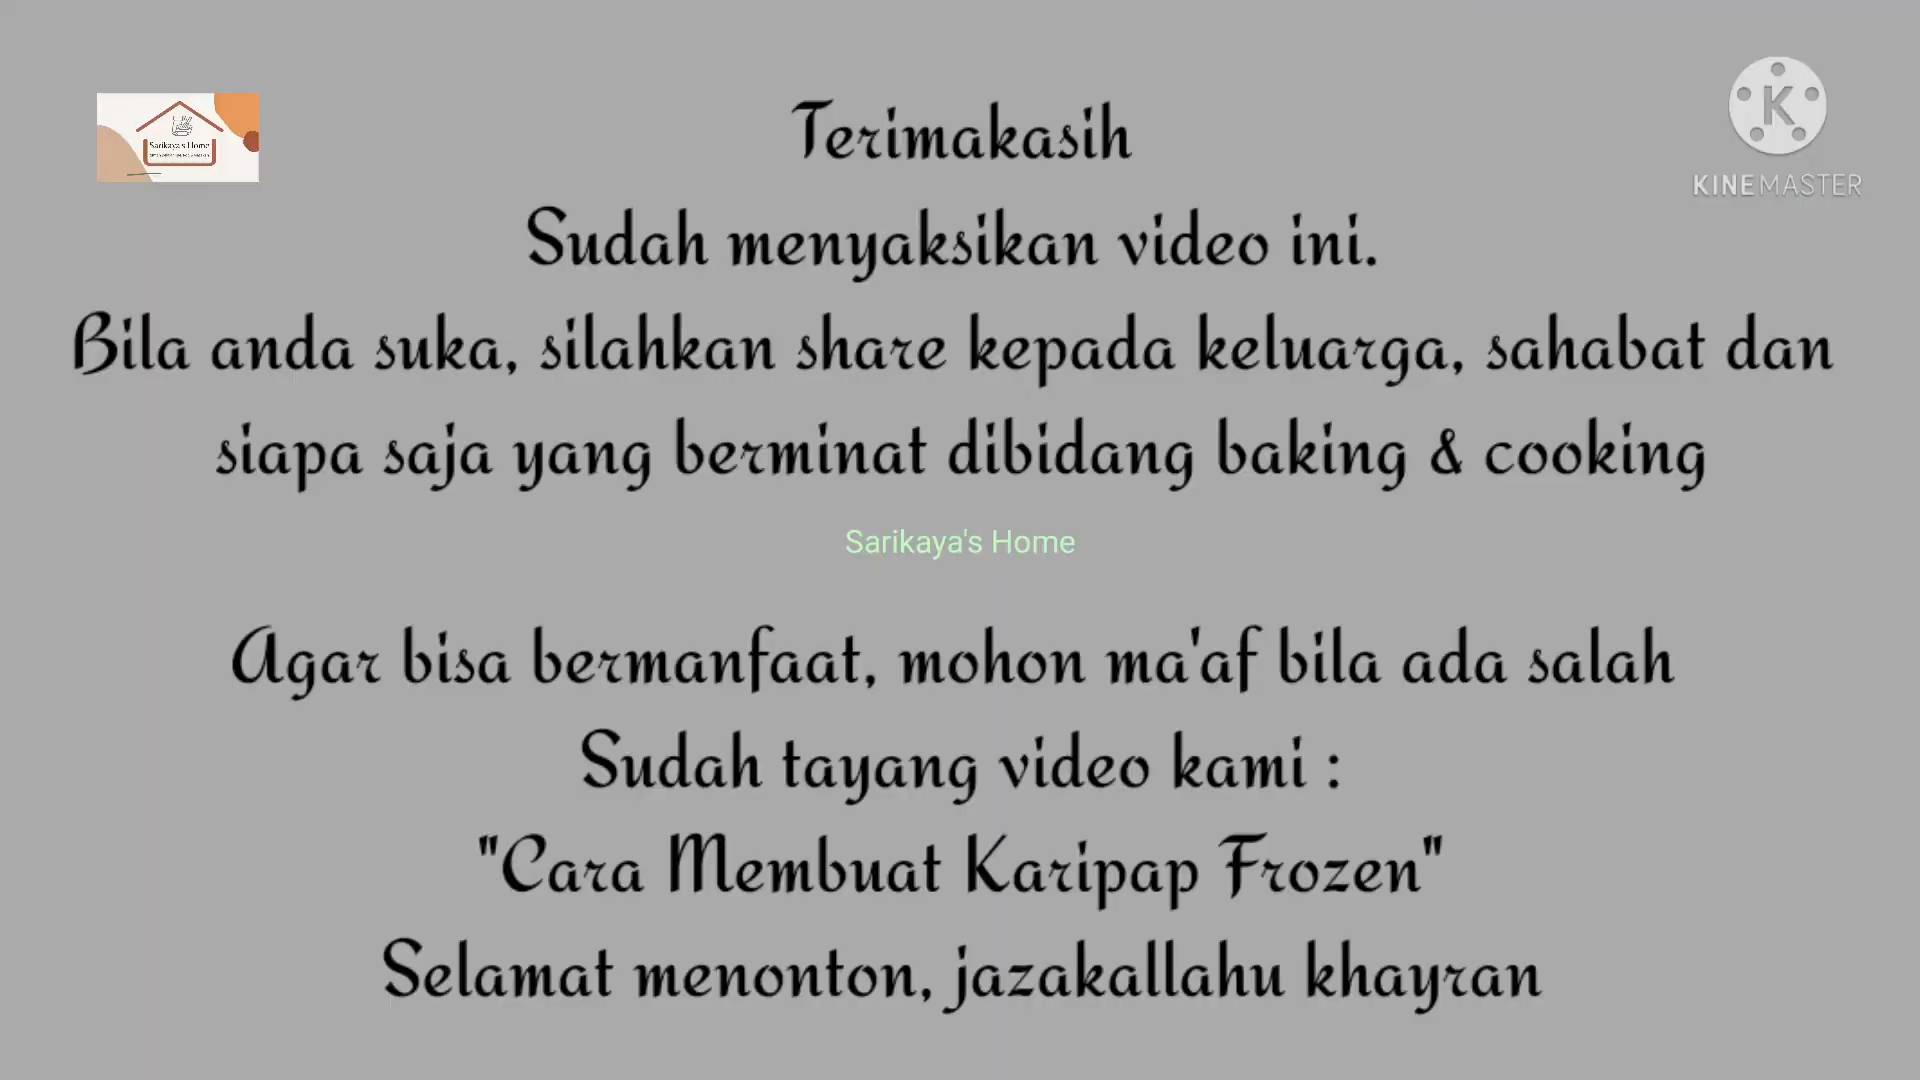 Sarikaya's Home
K
KINEMASTER
Terimakasih
Sudah menyaksikan video ini.
Bila anda suka, silahkan share kepada keluarga, sahabat dan
siapa saja yang berminat dibidang baking & cooking
Sarikaya's Home
Agar bisa bermanfaat, mohon ma'af bila ada salah
Sudah tayang video kami :
"Cara Membuat Karipap Frozen"
Selamat menonton, jazakallahu khayran